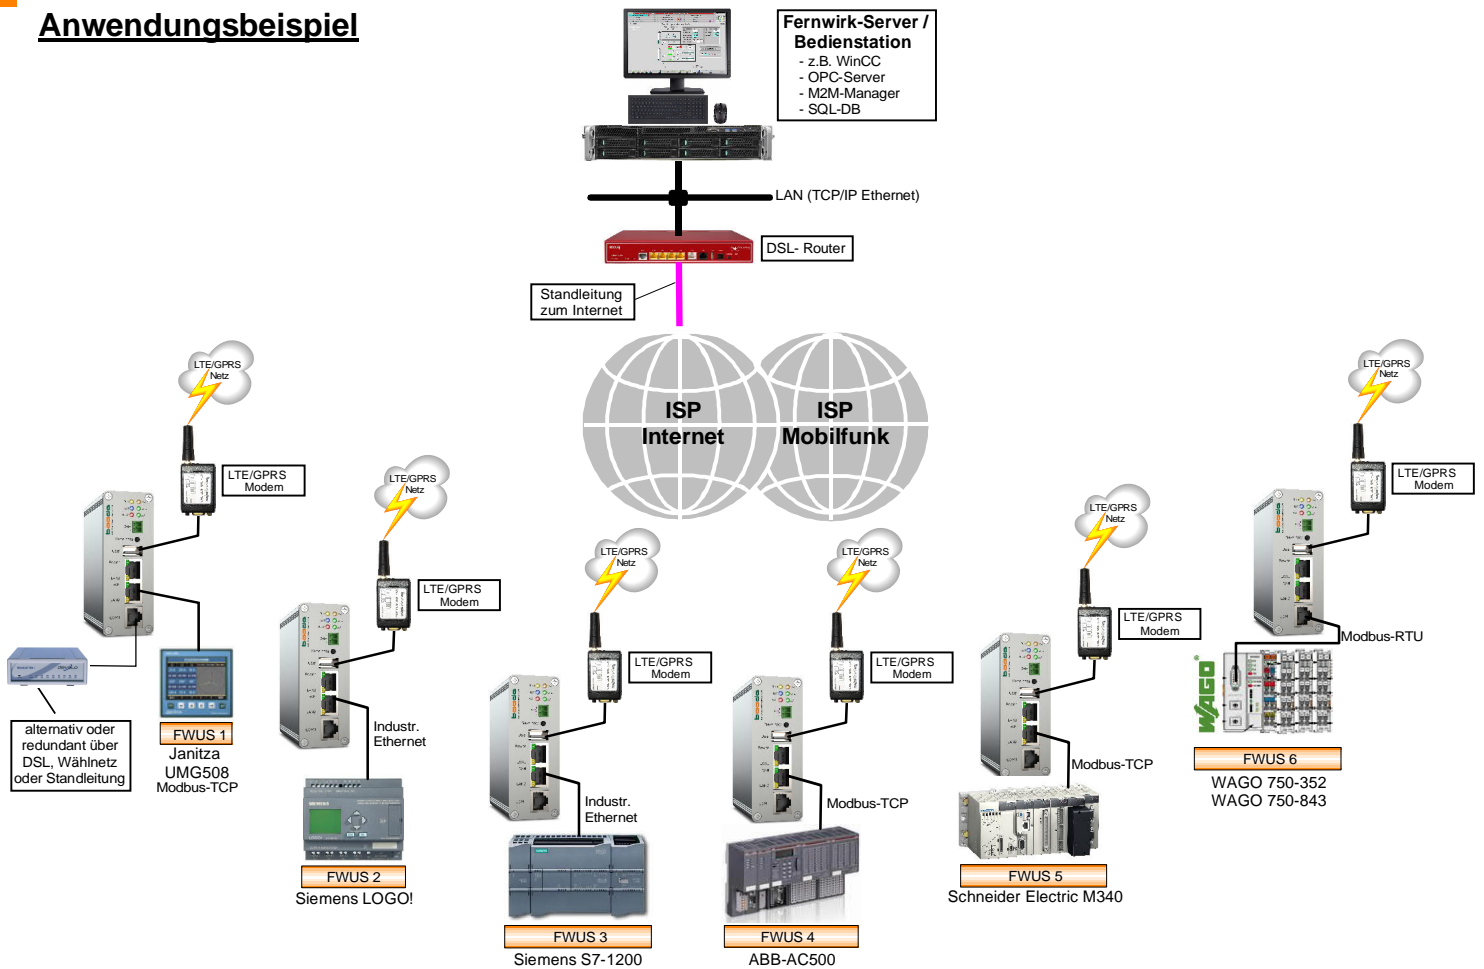 Anwendungsbeispiel
Fernwirk-Server /
Bedienstation
- z.B. WinCC
- OPC-Server
- M2M-Manager
- SQL-DB
LAN (TCP/IP Ethernet)
DSL- Router
Standleitung
zum Internet
ISP
Internet
ISP
Mobilfunk
LTE/GPRS
Netz
LTE/GPRS
Modem
alternativ oder
redundant über
DSL, Wählnetz
oder Standleitung
FWUS 1
Janitza
UMG508
Modbus-TCP
LTE/GPRS
Netz
LTE/GPRS
Modem
Industr.
Ethernet
FWUS 2
Siemens LOGO!
LTE/GPRS
Netz
LTE/GPRS
Modem
Industr.
Ethernet
FWUS 3
Siemens S7-1200
LTE/GPRS
Netz
LTE/GPRS
Modem
Modbus-TCP
FWUS 4
ABB-AC500
LTE/GPRS
Netz
LTE/GPRS
Modem
Modbus-TCP
FWUS 5
Schneider Electric M340
LTE/GPRS
Netz
LTE/GPRS
Modem
Modbus-RTU
WAGO
FWUS 6
WAGO 750-352
WAGO 750-843